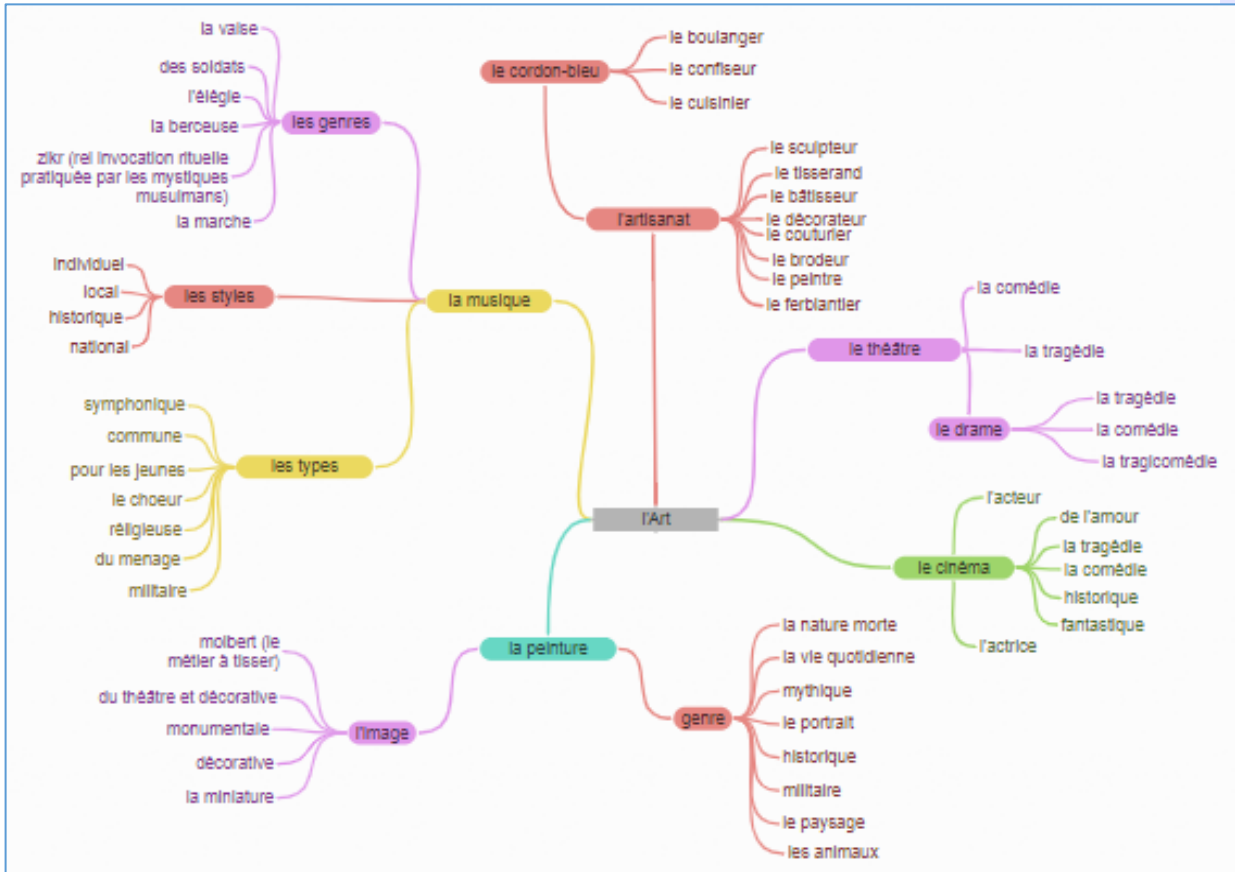 la valse
des soldats
l'élégie
la berceuse
zikr (rel invocation rituelle
pratiquée par les mystiques
musulmans)
la marche
les genres
individuel
local
historique
national
les styles
la musique
symphonique
commune
pour les jeunes
le choeur
réligieuse
du menage
militaire
les types
le cordon-bleu
le boulanger
le confiseur
le cuisinier
l'artisanat
le sculpteur
le tisserand
le bâtisseur
le décorateur
le couturier
le brodeur
le peintre
le ferblantier
le théâtre
la comédie
la tragédie
le drame
la tragédie
la comédie
la tragicomédie
l'Art
le cinéma
l'acteur
de l'amour
la tragédie
la comédie
historique
fantastique
l'actrice
la peinture
molbert (le
métier à tisser)
du théâtre et décorative
monumentale
décorative
la miniature
l'image
genre
la nature morte
la vie quotidienne
mythique
le portrait
historique
militaire
le paysage
les animaux